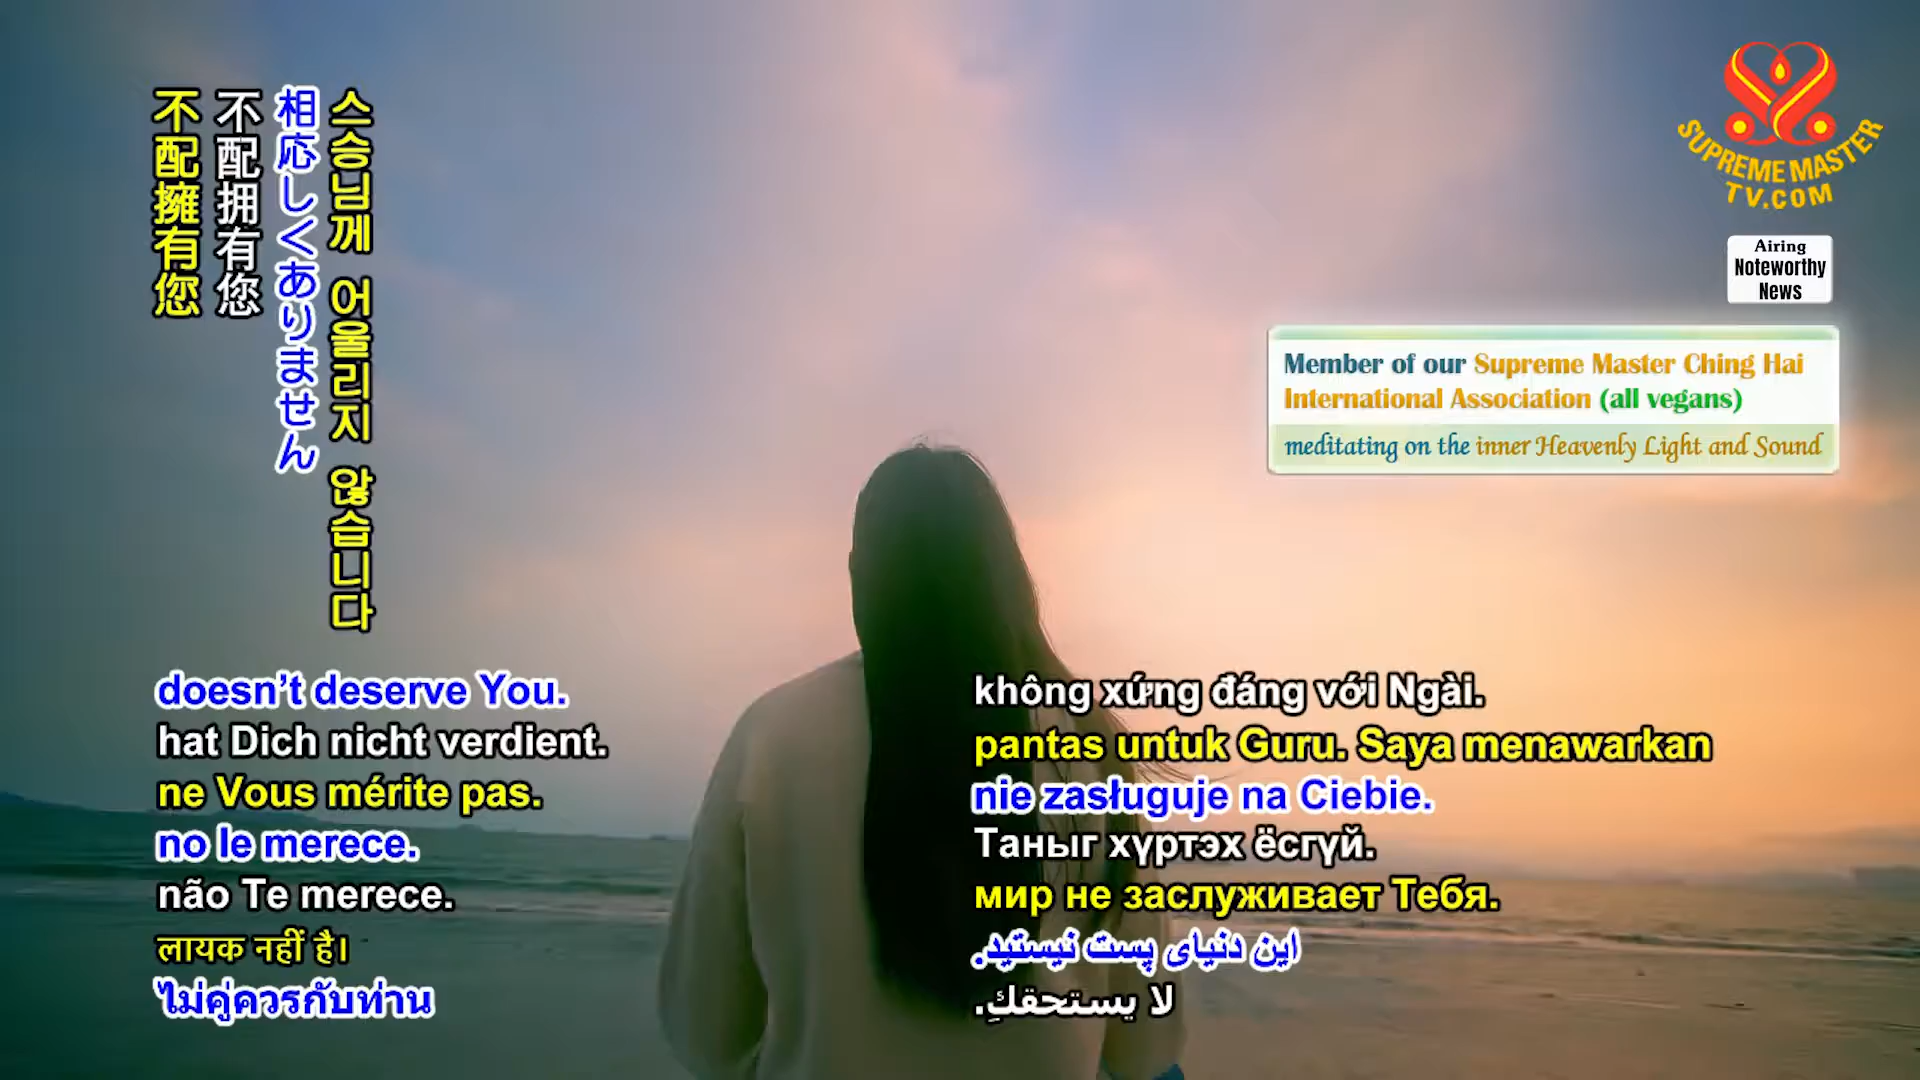 不配擁有您
不配拥有您
相応しくありません
스승님께 어울리지 않습니다
SUPREME MASTER
TV.COM
Airing
Noteworthy
News
Member of our Supreme Master Ching Hai
International Association (all vegans)
meditating on the inner Heavenly Light and Sound
doesn’t deserve You.
hat Dich nicht verdient.
ne Vous mérite pas.
no le merece.
não Te merece.
लायक नहीं है।
ไม่คู่ควรกับท่าน
không xứng đáng với Ngài.
pantas untuk Guru. Saya menawarkan
nie zasługuje na Ciebie.
Таныг хүртэх ёсгүй.
мир не заслуживает Тебя.
این دنیای پست نیستید.
لا يستحقكِ.